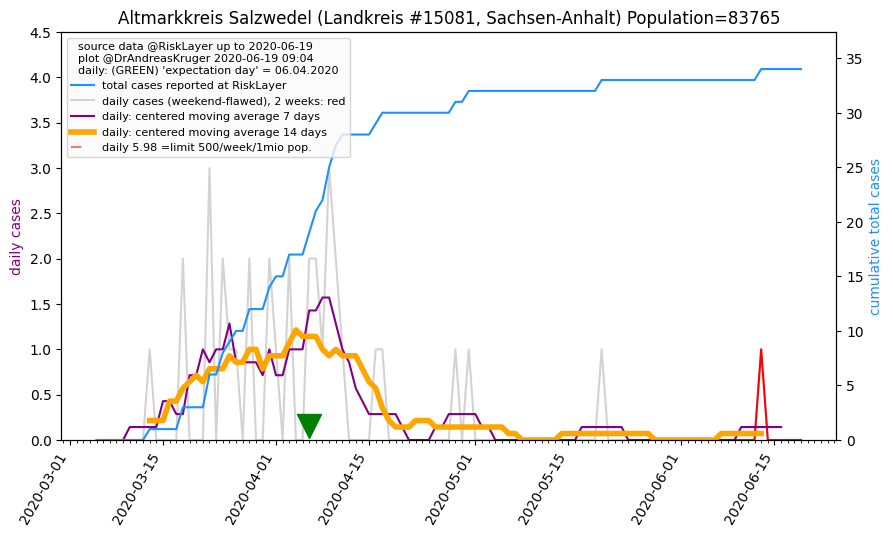 Altmarkkreis Salzwedel (Landkreis #15081, Sachsen-Anhalt) Population=83765
source data @RiskLayer up to 2020-06-19
plot @DrAndreasKruger 2020-06-19 09:04
daily: (GREEN) 'expectation day' = 06.04.2020
total cases reported at RiskLayer
daily cases (weekend-flawed), 2 weeks: red
daily: centered moving average 7 days
daily: centered moving average 14 days
daily 5.98 =limit 500/week/1mio pop.
daily cases
4.5
4.0
3.5
3.0
2.5
2.0
1.5
1.0
0.5
0.0
cumulative total cases
35
30
25
20
15
10
5
0
2020-03-01
2020-03-15
2020-04-01
2020-04-15
2020-05-01
2020-05-15
2020-06-01
2020-06-15